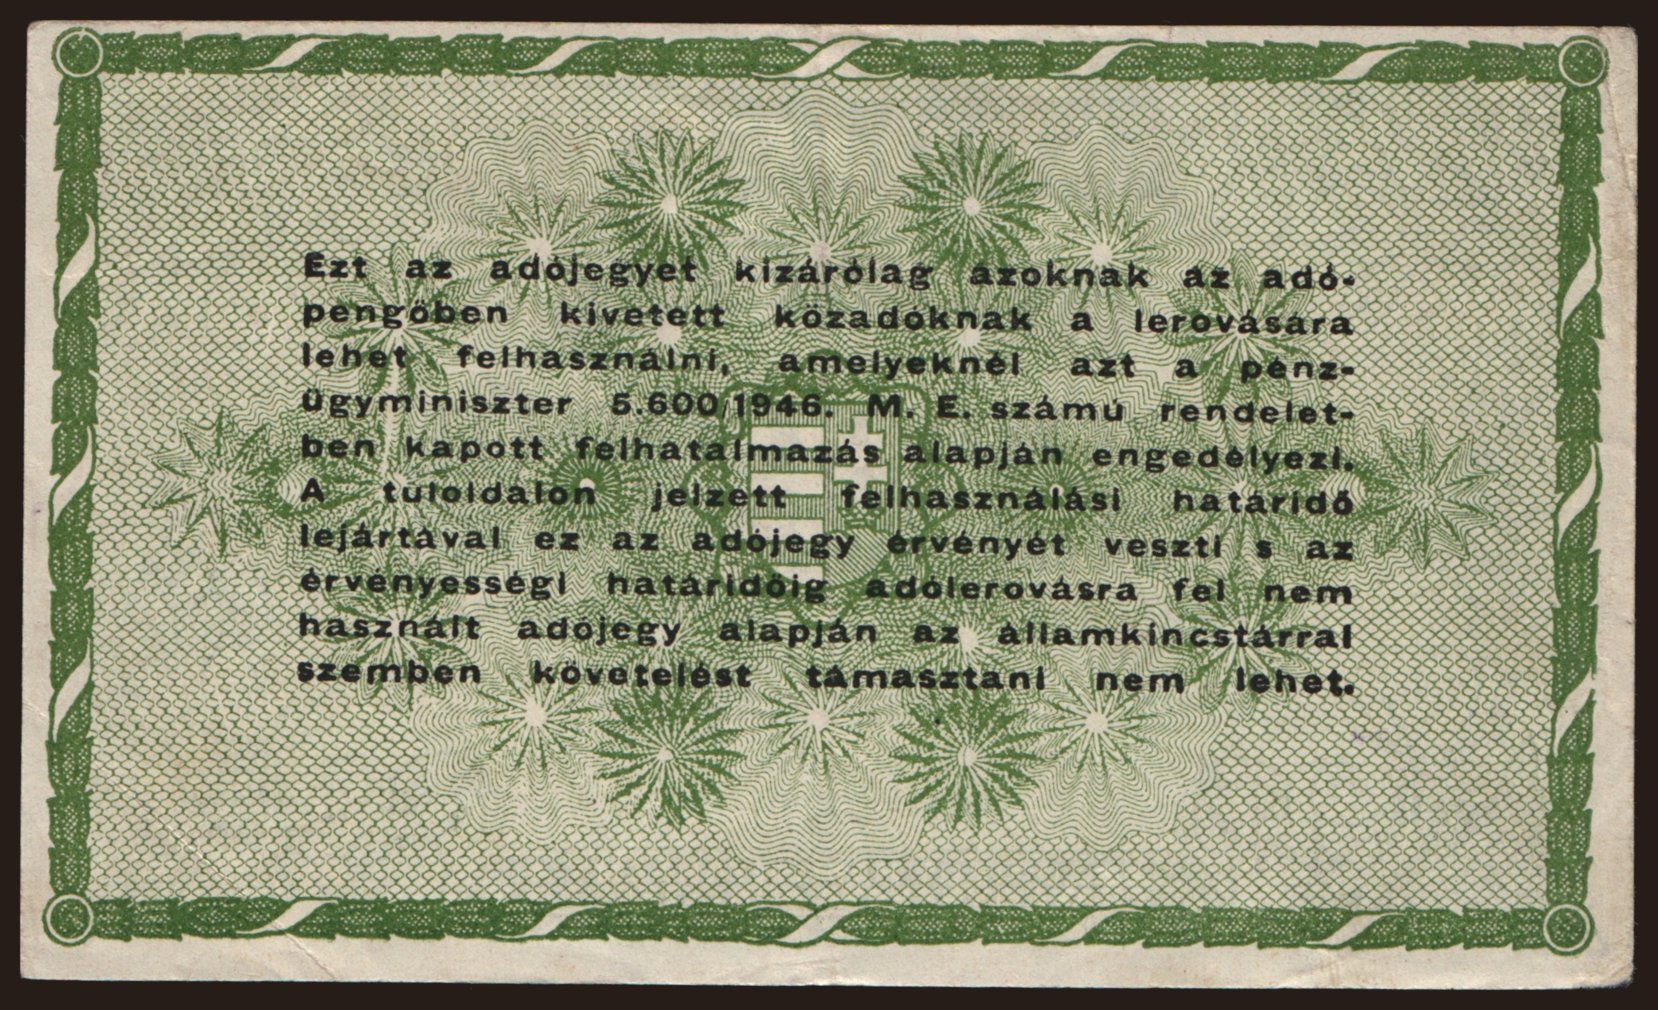 Ezt az adójegyet kizárólag azoknak az adó-
pengőben kivetett közadóknak a lerovására
lehet felhasználni, amelyeknél azt a pénz-
ügyminiszter 5.600/1946. M. E. számú rendelet-
ben kapott felhatalmazás alapján engedélyezi.
A tuloldalon jelzett felhasználási határidő
lejártával ez az adójegy érvényét veszti s az
érvényességi határidőig adólerovásra fel nem
használt adójegy alapján az államkincstárral
szemben követelést támasztani nem lehet.